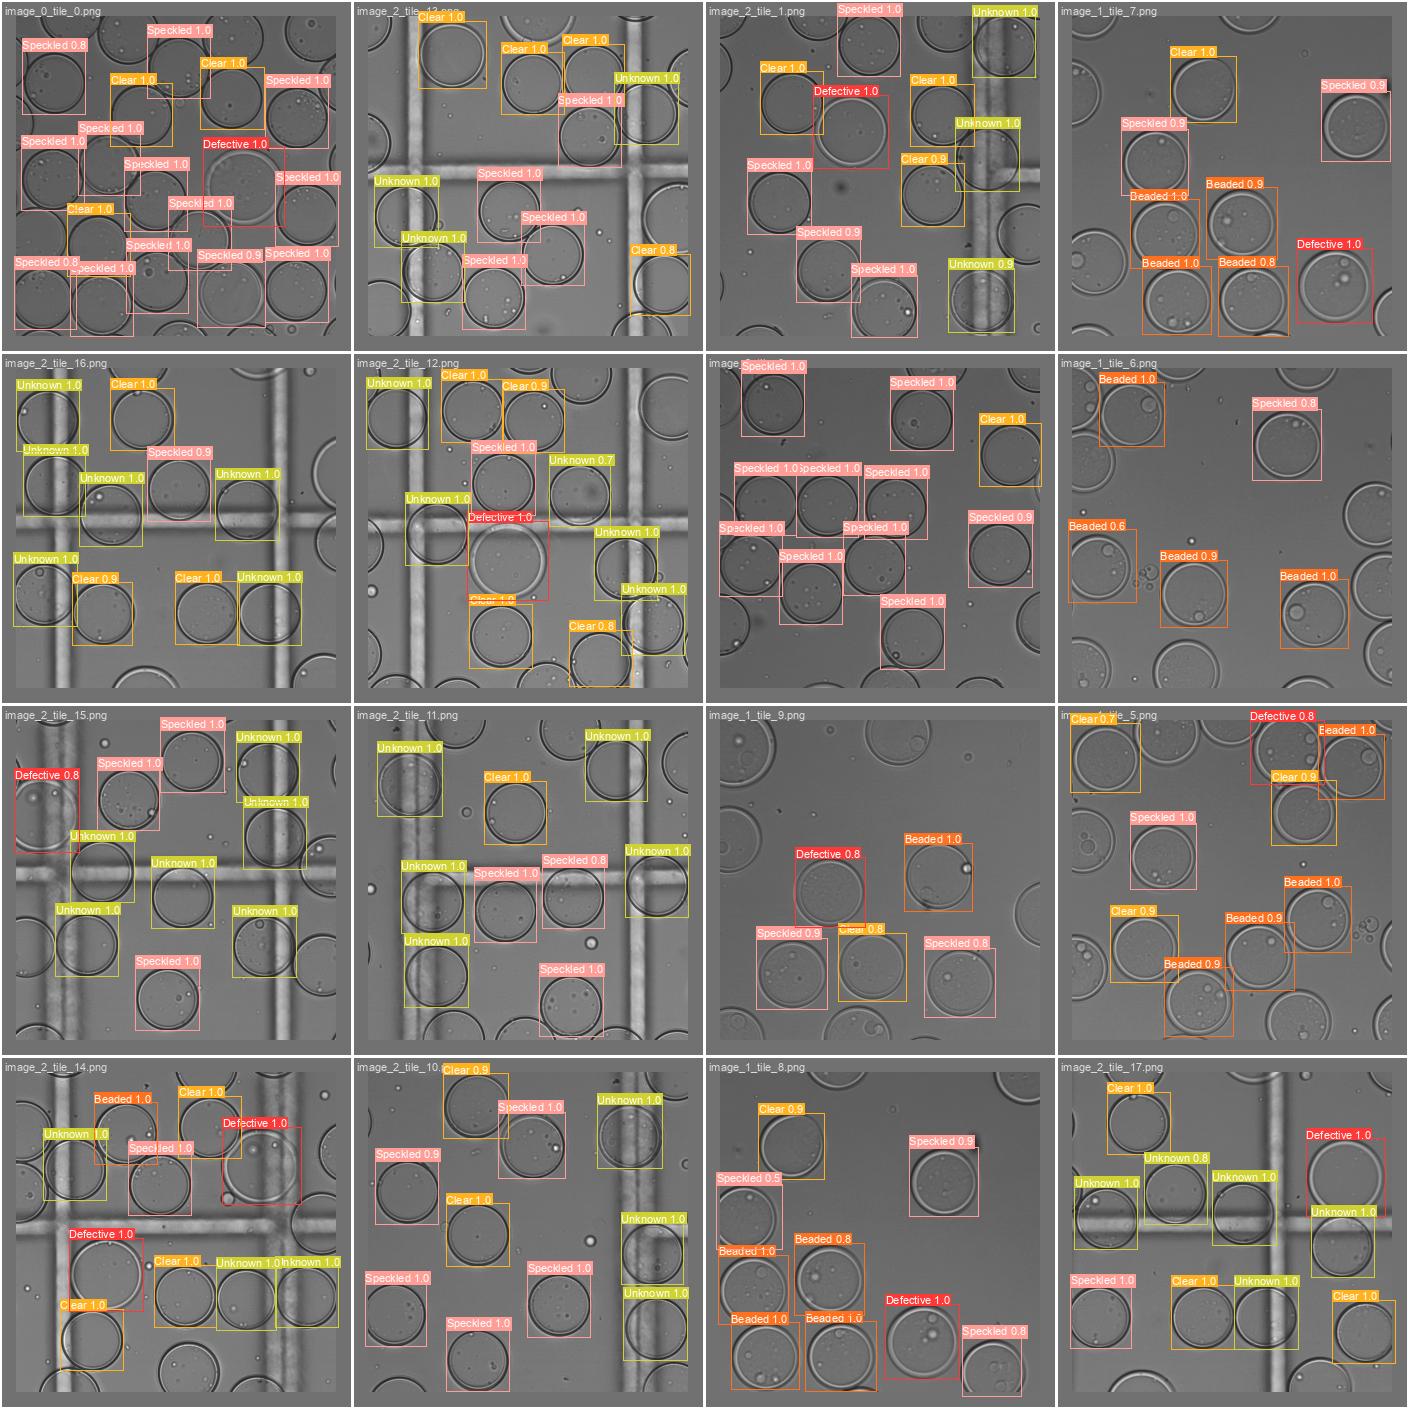 image_0_tile_0.png
Speckled 0.8
Speckled 1.0
Clear 1.0
Clear 1.0
Speckled 1.0
Speckled 1.0
Speckled 1.0
Speckled 1.0
Defective 1.0
Speckled 1.0
Clear 1.0
Speckled 1.0
Speckled 1.0
Speckled 0.9
Speckled 1.0
Speckled 0.8
Speckled 1.0
image_2_tile_13.png
Clear 1.0
Clear 1.0
Clear 1.0
Unknown 1.0
Speckled 1.0
Unknown 1.0
Speckled 1.0
Speckled 1.0
Unknown 1.0
Speckled 1.0
Clear 0.8
image_2_tile_1.png
Speckled 1.0
Unknown 1.0
Clear 1.0
Clear 1.0
Defective 1.0
Unknown 1.0
Clear 0.9
Speckled 1.0
Speckled 0.9
Speckled 1.0
Unknown 0.9
image_1_tile_7.png
Clear 1.0
Speckled 0.9
Speckled 0.9
Beaded 1.0
Beaded 0.9
Defective 1.0
Beaded 1.0
Beaded 0.8
image_2_tile_16.png
Unknown 1.0
Clear 1.0
Unknown 1.0
Speckled 0.9
Unknown 1.0
Unknown 1.0
Unknown 1.0
Clear 0.9
Clear 1.0
Unknown 1.0
image_2_tile_12.png
Unknown 1.0
Clear 1.0
Clear 0.9
Speckled 1.0
Unknown 0.7
Unknown 1.0
Defective 1.0
Unknown 1.0
Unknown 1.0
Clear 1.0
Clear 0.8
Speckled 1.0
Speckled 1.0
Clear 1.0
Speckled 1.0
Speckled 1.0
Speckled 1.0
Speckled 1.0
Speckled 1.0
Speckled 0.9
Speckled 1.0
Speckled 1.0
image_1_tile_6.png
Beaded 1.0
Speckled 0.8
Beaded 0.6
Beaded 0.9
Beaded 1.0
image_2_tile_15.png
Speckled 1.0
Unknown 1.0
Speckled 1.0
Defective 0.8
Unknown 1.0
Unknown 1.0
Unknown 1.0
Unknown 1.0
Unknown 1.0
Speckled 1.0
image_2_tile_11.png
Unknown 1.0
Unknown 1.0
Clear 1.0
Unknown 1.0
Speckled 1.0
Speckled 0.8
Unknown 1.0
Unknown 1.0
Speckled 1.0
image_1_tile_9.png
Defective 0.8
Beaded 1.0
Speckled 0.9
Clear 0.8
Speckled 0.8
image_1_tile_5.png
Clear 0.7
Defective 0.8
Beaded 1.0
Clear 0.9
Speckled 1.0
Beaded 1.0
Clear 0.9
Beaded 0.9
Beaded 0.9
image_2_tile_14.png
Beaded 1.0
Clear 1.0
Defective 1.0
Unknown 1.0
Speckled 1.0
Defective 1.0
Clear 1.0
Unknown 1.0
Unknown 1.0
Clear 1.0
image_2_tile_10.png
Clear 0.9
Speckled 1.0
Unknown 1.0
Speckled 0.9
Clear 1.0
Unknown 1.0
Speckled 1.0
Speckled 1.0
Unknown 1.0
Speckled 1.0
image_1_tile_8.png
Clear 0.9
Speckled 0.9
Speckled 0.5
Beaded 1.0
Beaded 0.8
Defective 1.0
Beaded 1.0
Beaded 1.0
Speckled 0.8
image_2_tile_17.png
Clear 1.0
Defective 1.0
Unknown 0.8
Unknown 1.0
Unknown 1.0
Unknown 1.0
Speckled 1.0
Clear 1.0
Unknown 1.0
Clear 1.0